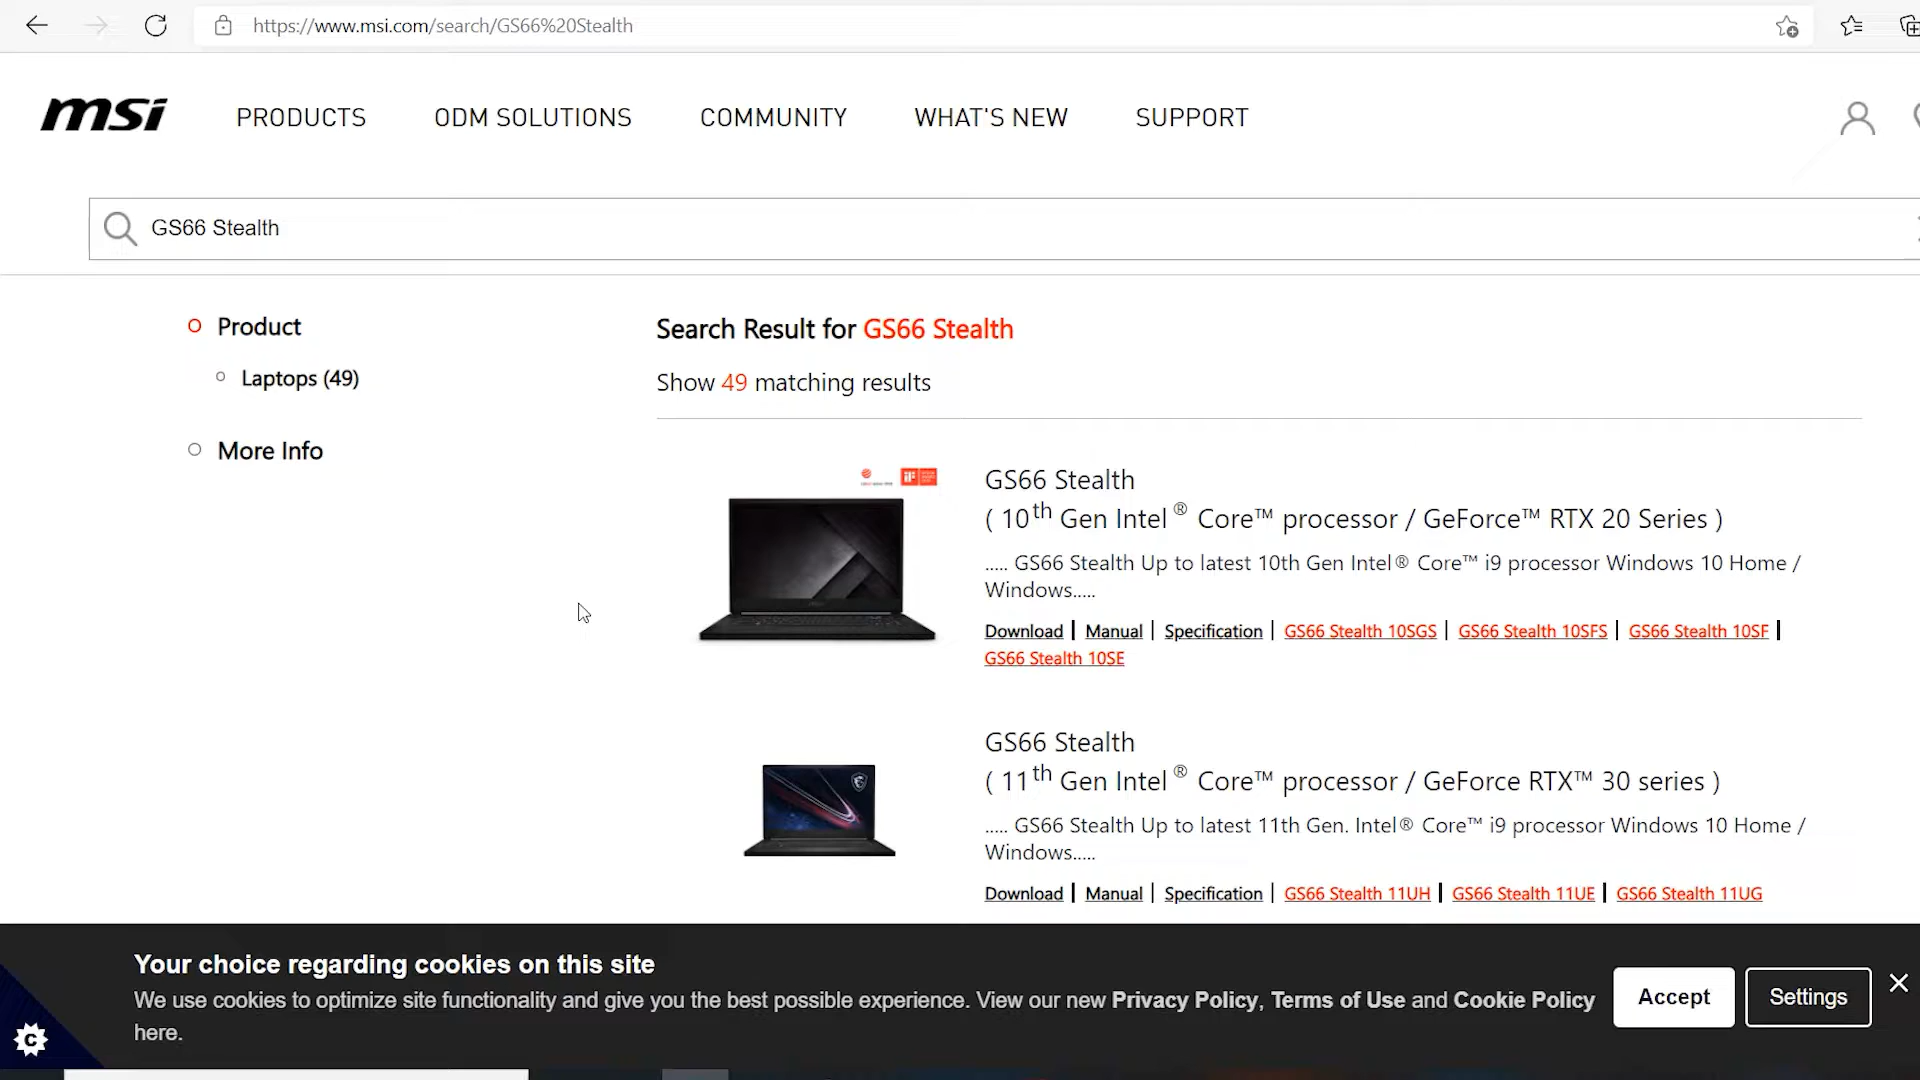 https://www.msi.com/search/GS66%20Stealth
msi
PRODUCTS ODM SOLUTIONS COMMUNITY WHAT'S NEW SUPPORT
GS66 Stealth
Product
Laptops (49)
More Info
Search Result for GS66 Stealth
Show 49 matching results
GS66 Stealth
( 10th Gen Intel ® Core™ processor / GeForce™ RTX 20 Series )
..... GS66 Stealth Up to latest 10th Gen Intel® Core™ i9 processor Windows 10 Home /
Windows.....
Download | Manual | Specification | GS66 Stealth 10SGS | GS66 Stealth 10SFS | GS66 Stealth 10SF |
GS66 Stealth 10SE
GS66 Stealth
( 11th Gen Intel ® Core™ processor / GeForce RTX™ 30 series )
..... GS66 Stealth Up to latest 11th Gen. Intel® Core™ i9 processor Windows 10 Home /
Windows.....
Download | Manual | Specification | GS66 Stealth 11UH | GS66 Stealth 11UE | GS66 Stealth 11UG
Your choice regarding cookies on this site
We use cookies to optimize site functionality and give you the best possible experience. View our new Privacy Policy, Terms of Use and Cookie Policy
here.
Accept
Settings
C